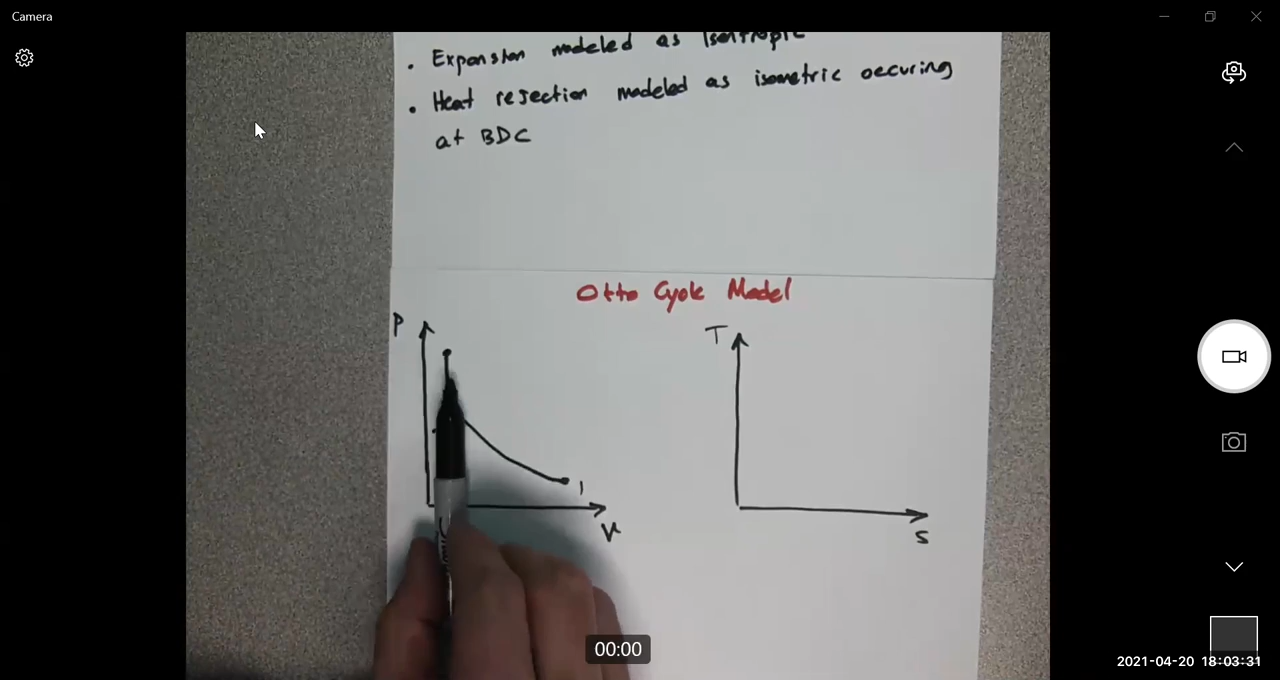 Camera
• Expansion modeled as Isentropic
• Heat rejection modeled as isometric occuring
at BDC
Otto Cycle Model
P
T
1
V
S
00:00
2021-04-20 18:03:31